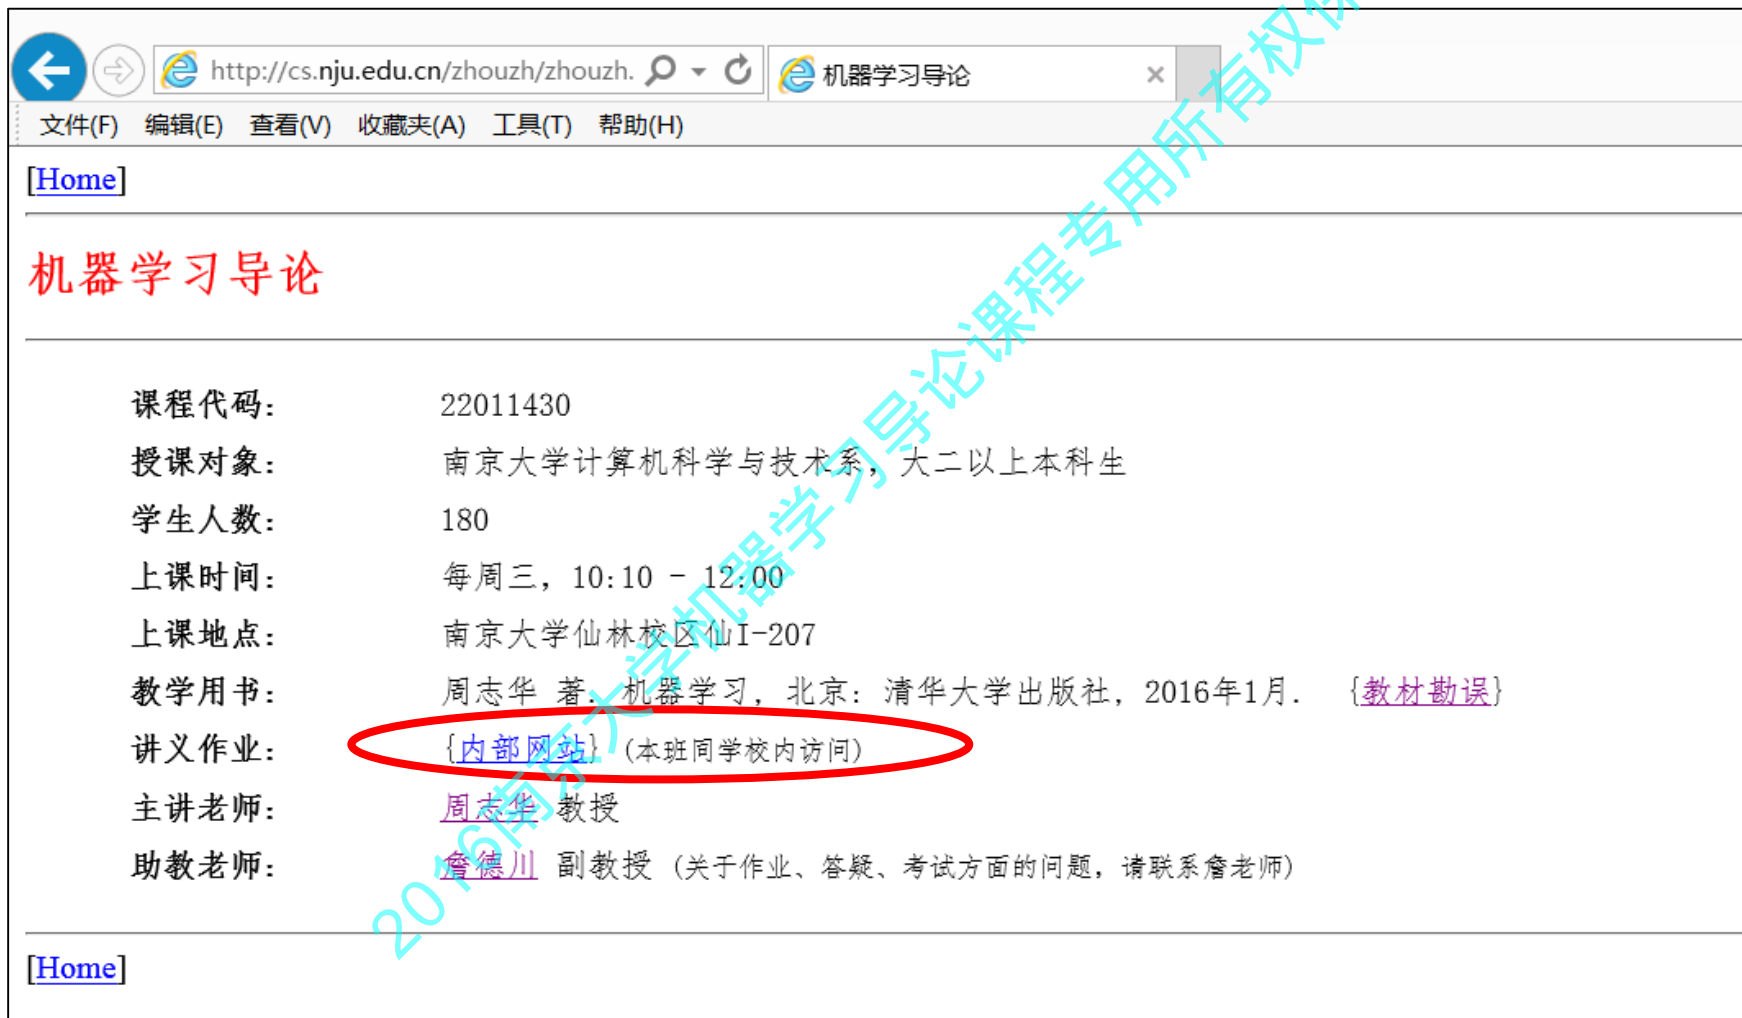 http://cs.nju.edu.cn/zhouzh/zhouzh. 机器学习导论
文件(F) 编辑(E) 查看(V) 收藏夹(A) 工具(T) 帮助(H)
[Home]
机器学习导论
课程代码： 22011430
授课对象： 南京大学计算机科学与技术系，大二以上本科生
学生人数： 180
上课时间： 每周三，10:10 - 12:00
上课地点： 南京大学仙林校区仙I-207
教学用书： 周志华 著. 机器学习，北京：清华大学出版社，2016年1月. {教材勘误}
讲义作业： {内部网站} (本班同学校内访问)
主讲老师： 周志华 教授
助教老师： 詹德川 副教授 (关于作业、答疑、考试方面的问题，请联系詹老师)
[Home]
2016南京大学机器学习导论课程专用所有权保